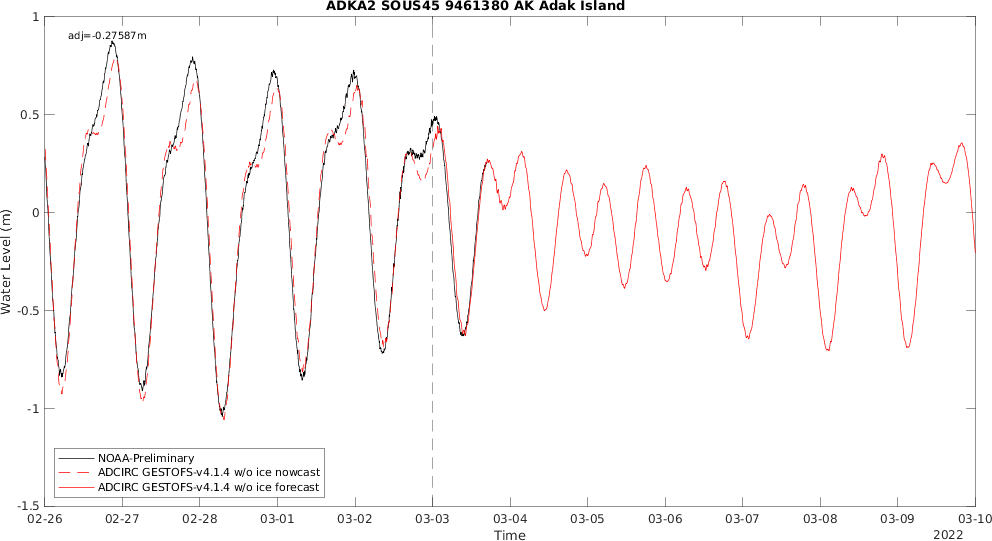 ADKA2 SOUS45 9461380 AK Adak Island
adj=-0.27587m
1
0.5
0
-0.5
-1
-1.5
Water Level (m)
NOAA-Preliminary
ADCIRC GESTOFS-v4.1.4 w/o ice nowcast
ADCIRC GESTOFS-v4.1.4 w/o ice forecast
02-26 02-27 02-28 03-01 03-02 03-03 03-04 03-05 03-06 03-07 03-08 03-09 03-10
Time
2022